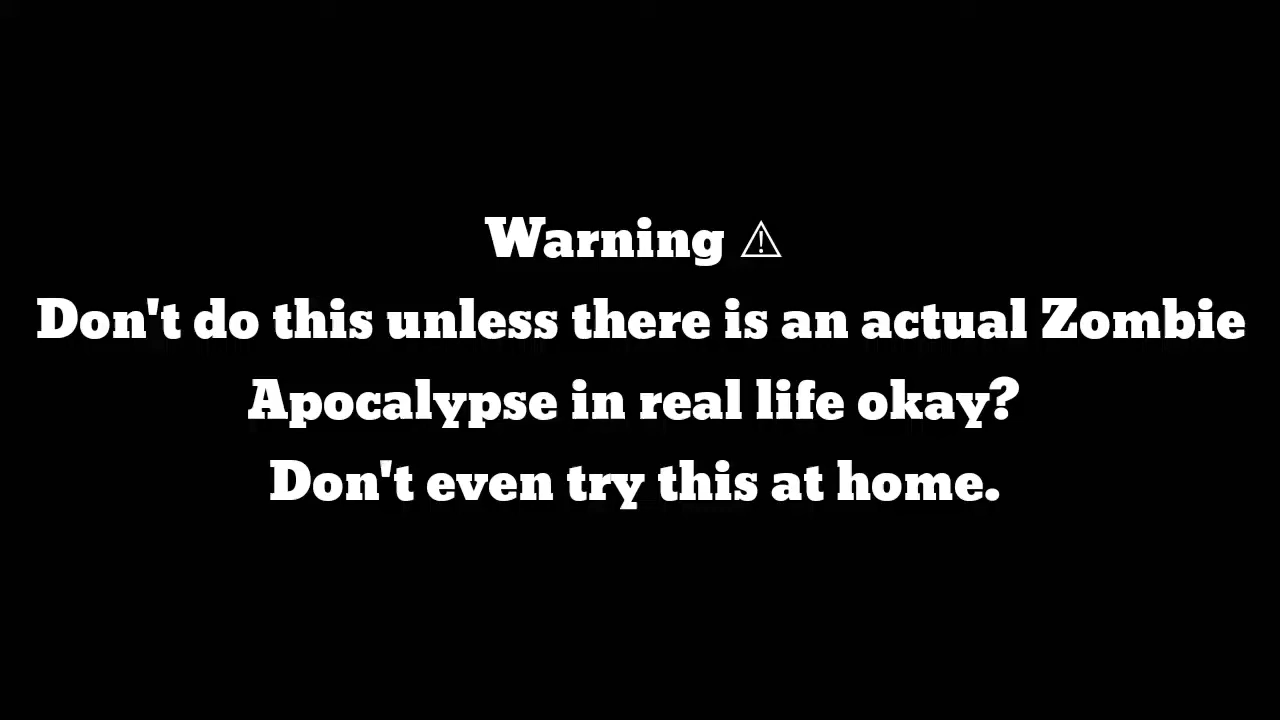 Warning ⚠
Don't do this unless there is an actual Zombie
Apocalypse in real life okay?
Don't even try this at home.